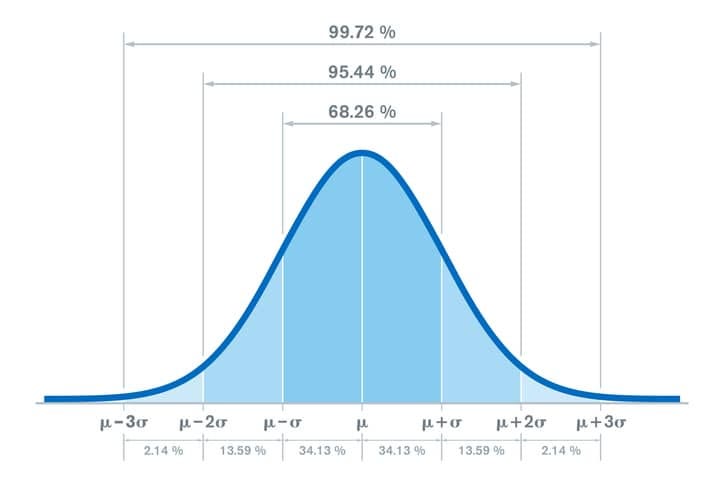 99.72 %
95.44 %
68.26 %
μ−3σ μ−2σ μ−σ μ μ+σ μ+2σ μ+3σ
2.14 % 13.59 % 34.13 % 34.13 % 13.59 % 2.14 %